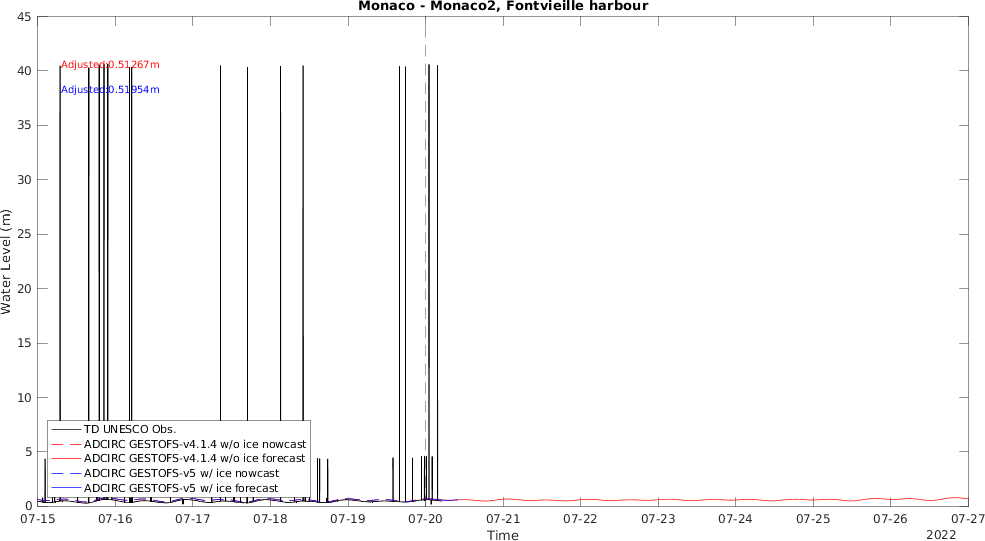 Monaco - Monaco2, Fontvieille harbour
45
40
35
30
25
20
15
10
5
0
Water Level (m)
Adjusted:0.51267m
Adjusted:0.51954m
TD UNESCO Obs.
ADCIRC GESTOFS-v4.1.4 w/o ice nowcast
ADCIRC GESTOFS-v4.1.4 w/o ice forecast
ADCIRC GESTOFS-v5 w/ ice nowcast
ADCIRC GESTOFS-v5 w/ ice forecast
07-15 07-16 07-17 07-18 07-19 07-20 07-21 07-22 07-23 07-24 07-25 07-26 07-27
Time
2022